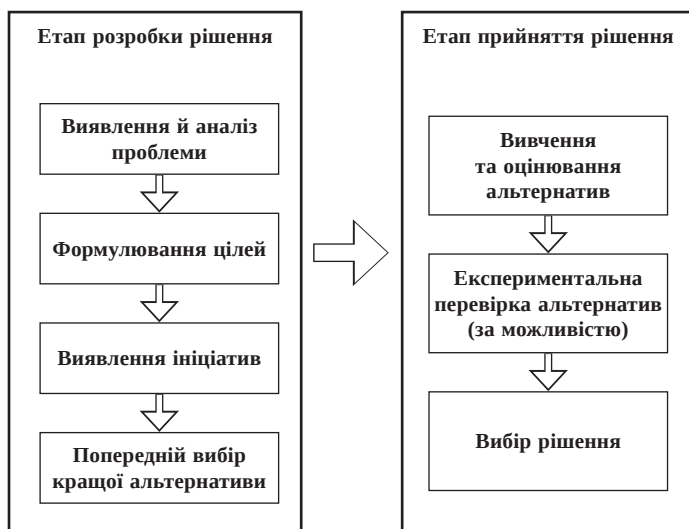 Етап розробки рішення
Виявлення й аналіз
проблеми
Формулювання цілей
Виявлення ініціатив
Попередній вибір
кращої альтернативи
Етап прийняття рішення
Вивчення
та оцінювання
альтернатив
Експериментальна
перевірка альтернатив
(за можливістю)
Вибір рішення